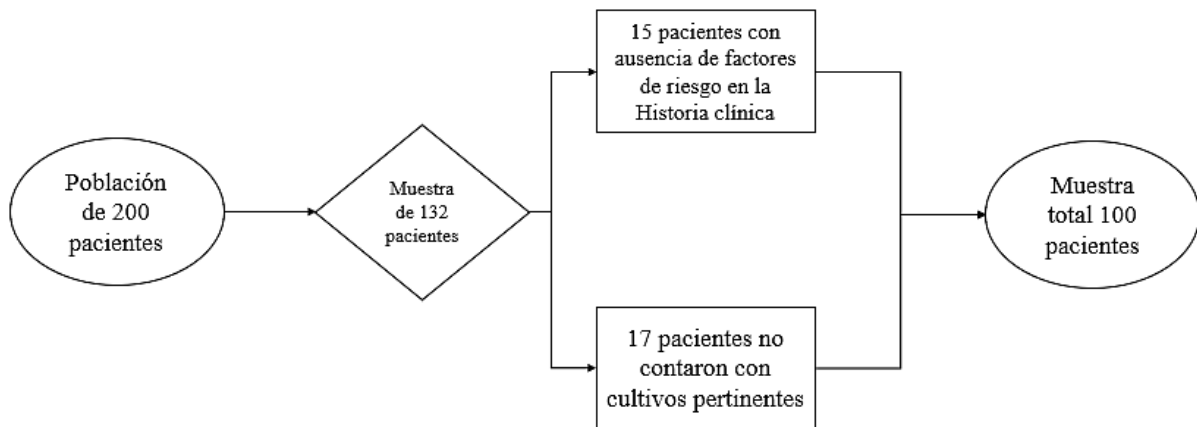 Población
de 200
pacientes
Muestra
de 132
pacientes
15 pacientes con
ausencia de factores
de riesgo en la
Historia clínica
17 pacientes no
contaron con
cultivos pertinentes
Muestra
total 100
pacientes